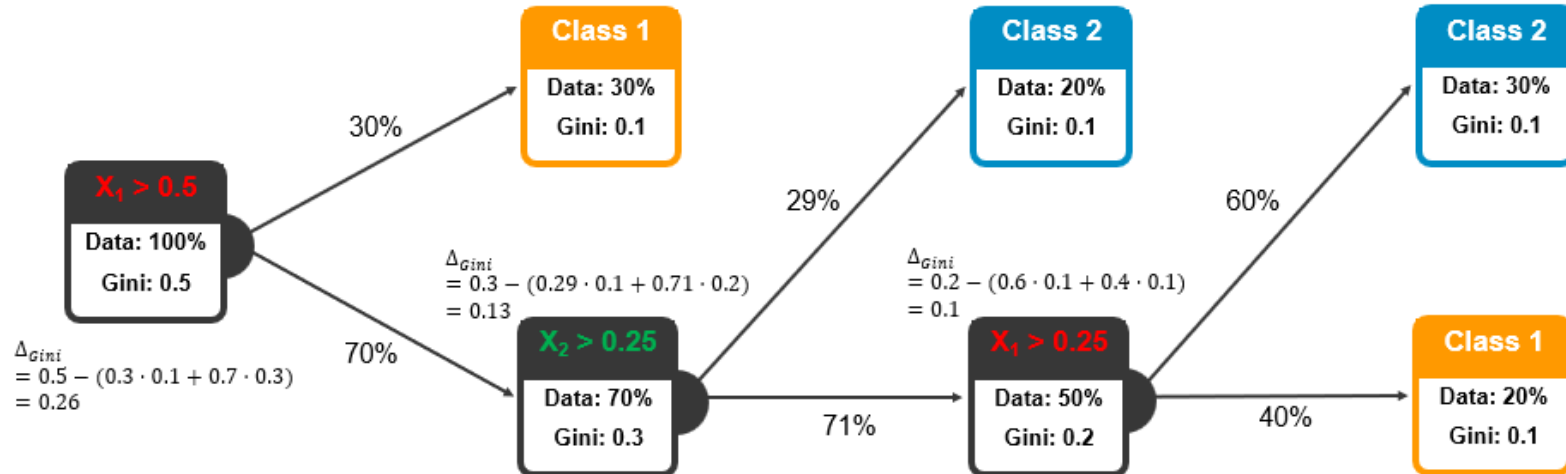 Class 1
Data: 30%
Gini: 0.1
Class 2
Data: 20%
Gini: 0.1
Class 2
Data: 30%
Gini: 0.1
30%
X₁ > 0.5
Data: 100%
Gini: 0.5
29%
60%
Δ_Gini
= 0.3 − (0.29 · 0.1 + 0.71 · 0.2)
= 0.13
Δ_Gini
= 0.2 − (0.6 · 0.1 + 0.4 · 0.1)
= 0.1
70%
Δ_Gini
= 0.5 − (0.3 · 0.1 + 0.7 · 0.3)
= 0.26
X₂ > 0.25
Data: 70%
Gini: 0.3
71%
X₁ > 0.25
Data: 50%
Gini: 0.2
40%
Class 1
Data: 20%
Gini: 0.1